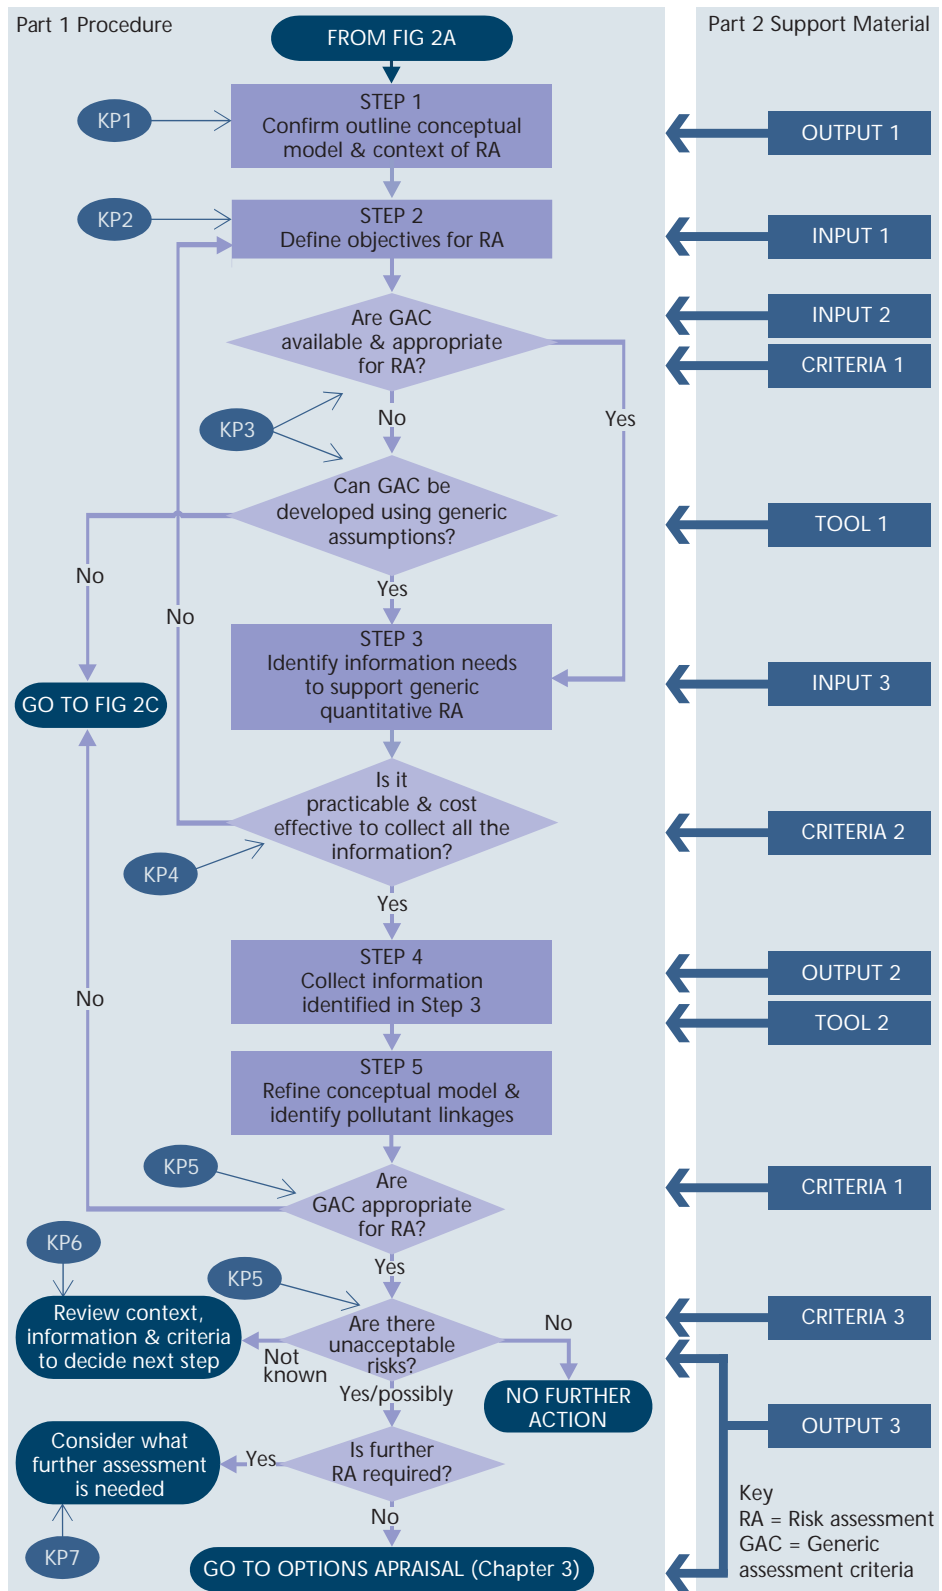 Part 1 Procedure
Part 2 Support Material
FROM FIG 2A
KP1
STEP 1
Confirm outline conceptual
model & context of RA
OUTPUT 1
KP2
STEP 2
Define objectives for RA
INPUT 1
Are GAC
available & appropriate
for RA?
INPUT 2
CRITERIA 1
KP3
No
Yes
Can GAC be
developed using generic
assumptions?
TOOL 1
No
Yes
No
STEP 3
Identify information needs
to support generic
quantitative RA
INPUT 3
GO TO FIG 2C
Is it
practicable & cost
effective to collect all the
information?
CRITERIA 2
KP4
Yes
STEP 4
Collect information
identified in Step 3
OUTPUT 2
No
TOOL 2
STEP 5
Refine conceptual model &
identify pollutant linkages
KP5
Are
GAC appropriate
for RA?
CRITERIA 1
KP6
Yes
KP5
Review context,
information & criteria
to decide next step
Not
known
Are there
unacceptable
risks?
No
CRITERIA 3
Yes/possibly
NO FURTHER
ACTION
OUTPUT 3
Consider what
further assessment
is needed
Yes
Is further
RA required?
KP7
No
GO TO OPTIONS APPRAISAL (Chapter 3)
Key
RA = Risk assessment
GAC = Generic
assessment criteria